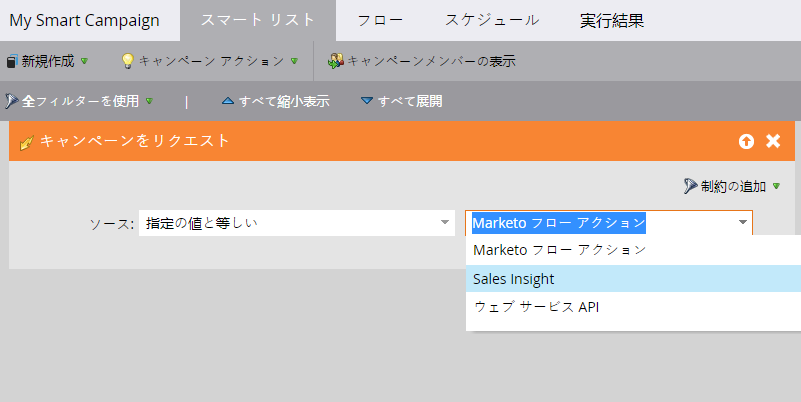 My Smart Campaign スマート リスト フロー スケジュール 実行結果
新規作成 キャンペーン アクション キャンペーンメンバーの表示
全フィルターを使用 | すべて縮小表示 すべて展開
キャンペーンをリクエスト
制約の追加
ソース: 指定の値と等しい Marketo フロー アクション
Marketo フロー アクション
Sales Insight
ウェブ サービス API